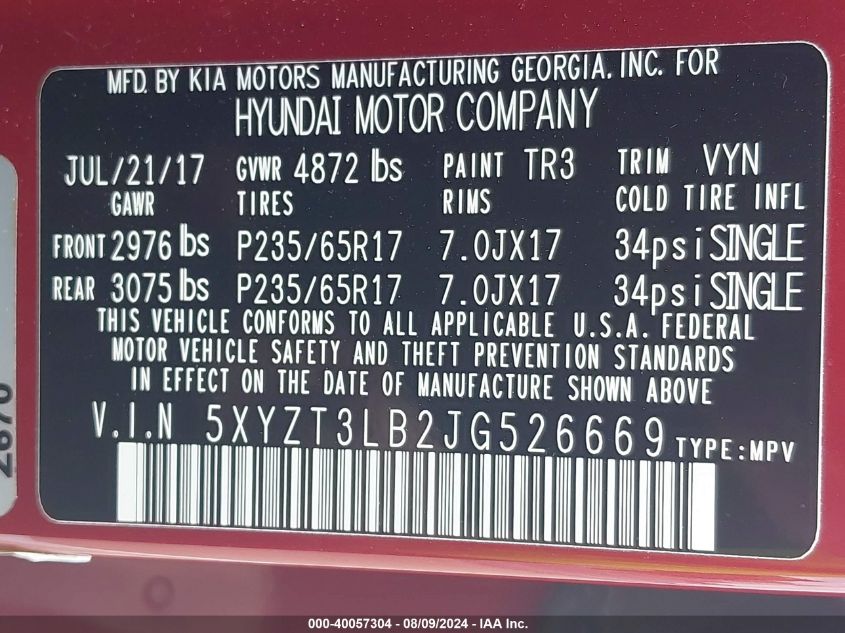 MFD. BY KIA MOTORS MANUFACTURING GEORGIA. INC. FOR
HYUNDAI MOTOR COMPANY
JUL/21/17 GVWR 4872 lbs PAINT TR3 TRIM VYN
GAWR TIRES RIMS COLD TIRE INFL
FRONT 2976 lbs P235/65R17 7.0JX17 34psi SINGLE
REAR 3075 lbs P235/65R17 7.0JX17 34psi SINGLE
THIS VEHICLE CONFORMS TO ALL APPLICABLE U.S.A. FEDERAL
MOTOR VEHICLE SAFETY AND THEFT PREVENTION STANDARDS
IN EFFECT ON THE DATE OF MANUFACTURE SHOWN ABOVE
V.I.N 5XYZT3LB2JG526669 TYPE:MPV
000-40057304 - 08/09/2024 - IAA Inc.